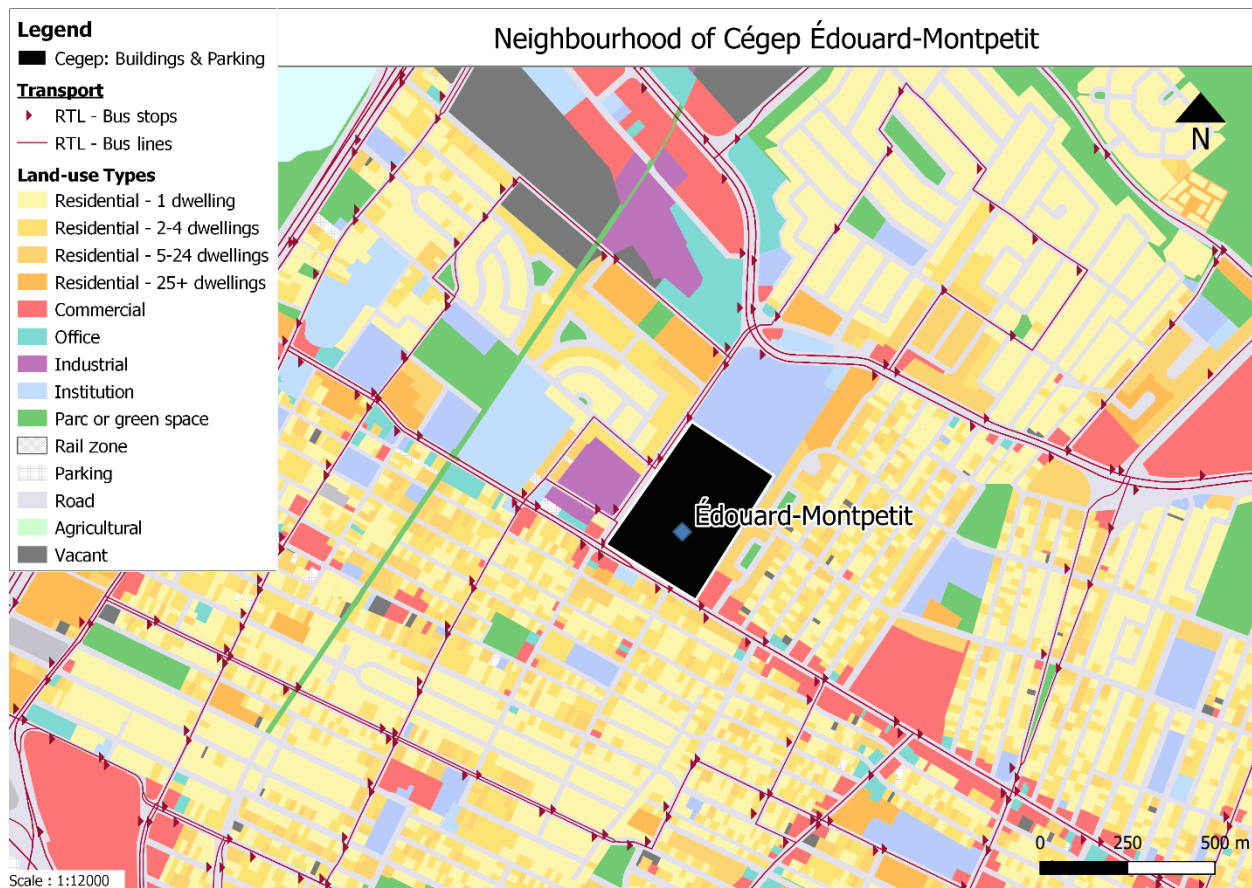 Neighbourhood of Cégep Édouard-Montpetit
Legend
Cegep: Buildings & Parking
Transport
RTL - Bus stops
RTL - Bus lines
Land-use Types
Residential - 1 dwelling
Residential - 2-4 dwellings
Residential - 5-24 dwellings
Residential - 25+ dwellings
Commercial
Office
Industrial
Institution
Parc or green space
Rail zone
Parking
Road
Agricultural
Vacant
N
Édouard-Montpetit
0 250 500 m
Scale : 1:12000